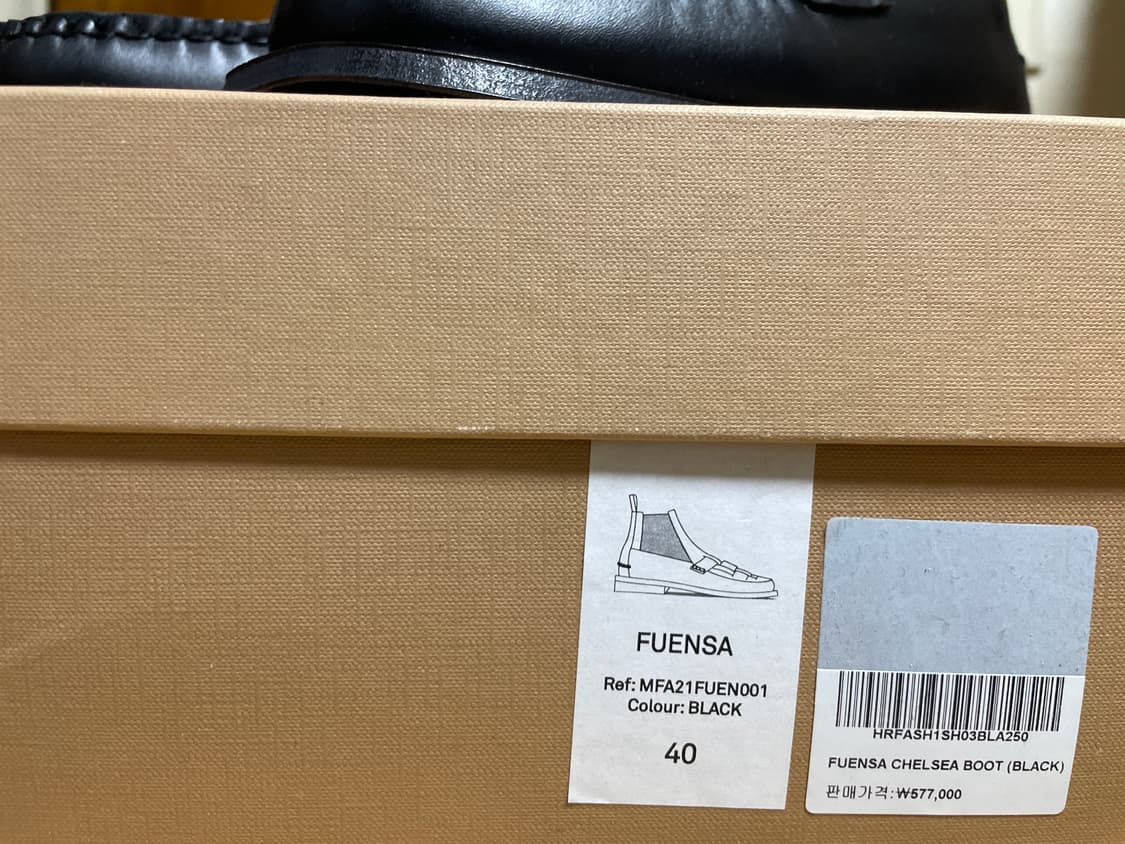 FUENSA
Ref: MFA21FUEN001
Colour: BLACK
40
HRFASH1SH03BLA250
FUENSA CHELSEA BOOT (BLACK)
판매가격:₩577,000